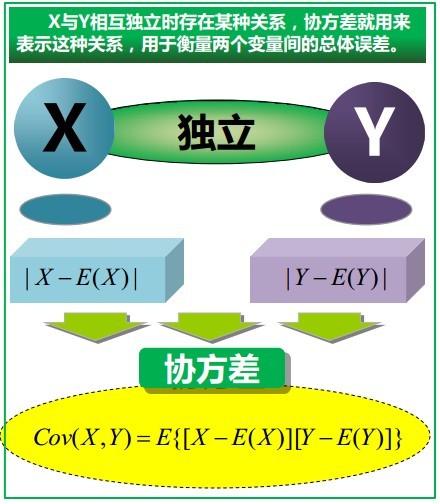 X与Y相互独立时存在某种关系，协方差就用来
表示这种关系，用于衡量两个变量间的总体误差。
X 独立 Y
|X−E(X)| |Y−E(Y)|
协方差
Cov(X,Y)=E{[X−E(X)][Y−E(Y)]}